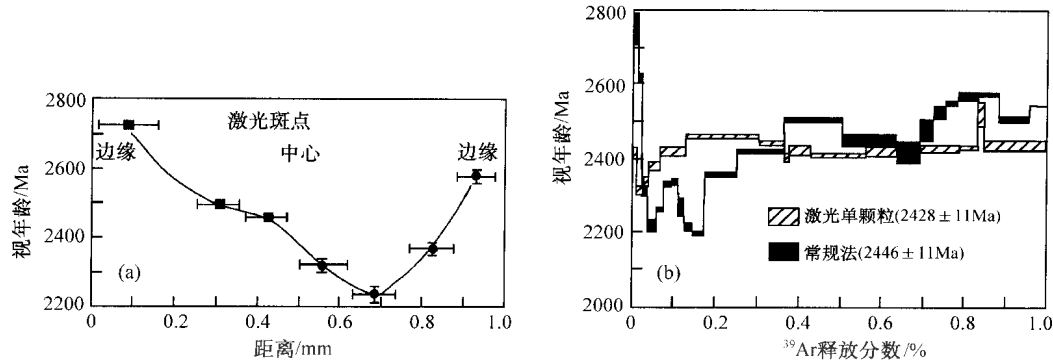 2800
2600
2400
2200
视年龄/Ma
激光斑点
边缘
中心
边缘
(a)
0
0.2
0.4
0.6
0.8
1.0
距离/mm
2800
2600
2400
2200
2000
视年龄/Ma
激光单颗粒(2428±11Ma)
常规法(2446±11Ma)
(b)
0
0.2
0.4
0.6
0.8
1.0
³⁹Ar释放分数/%